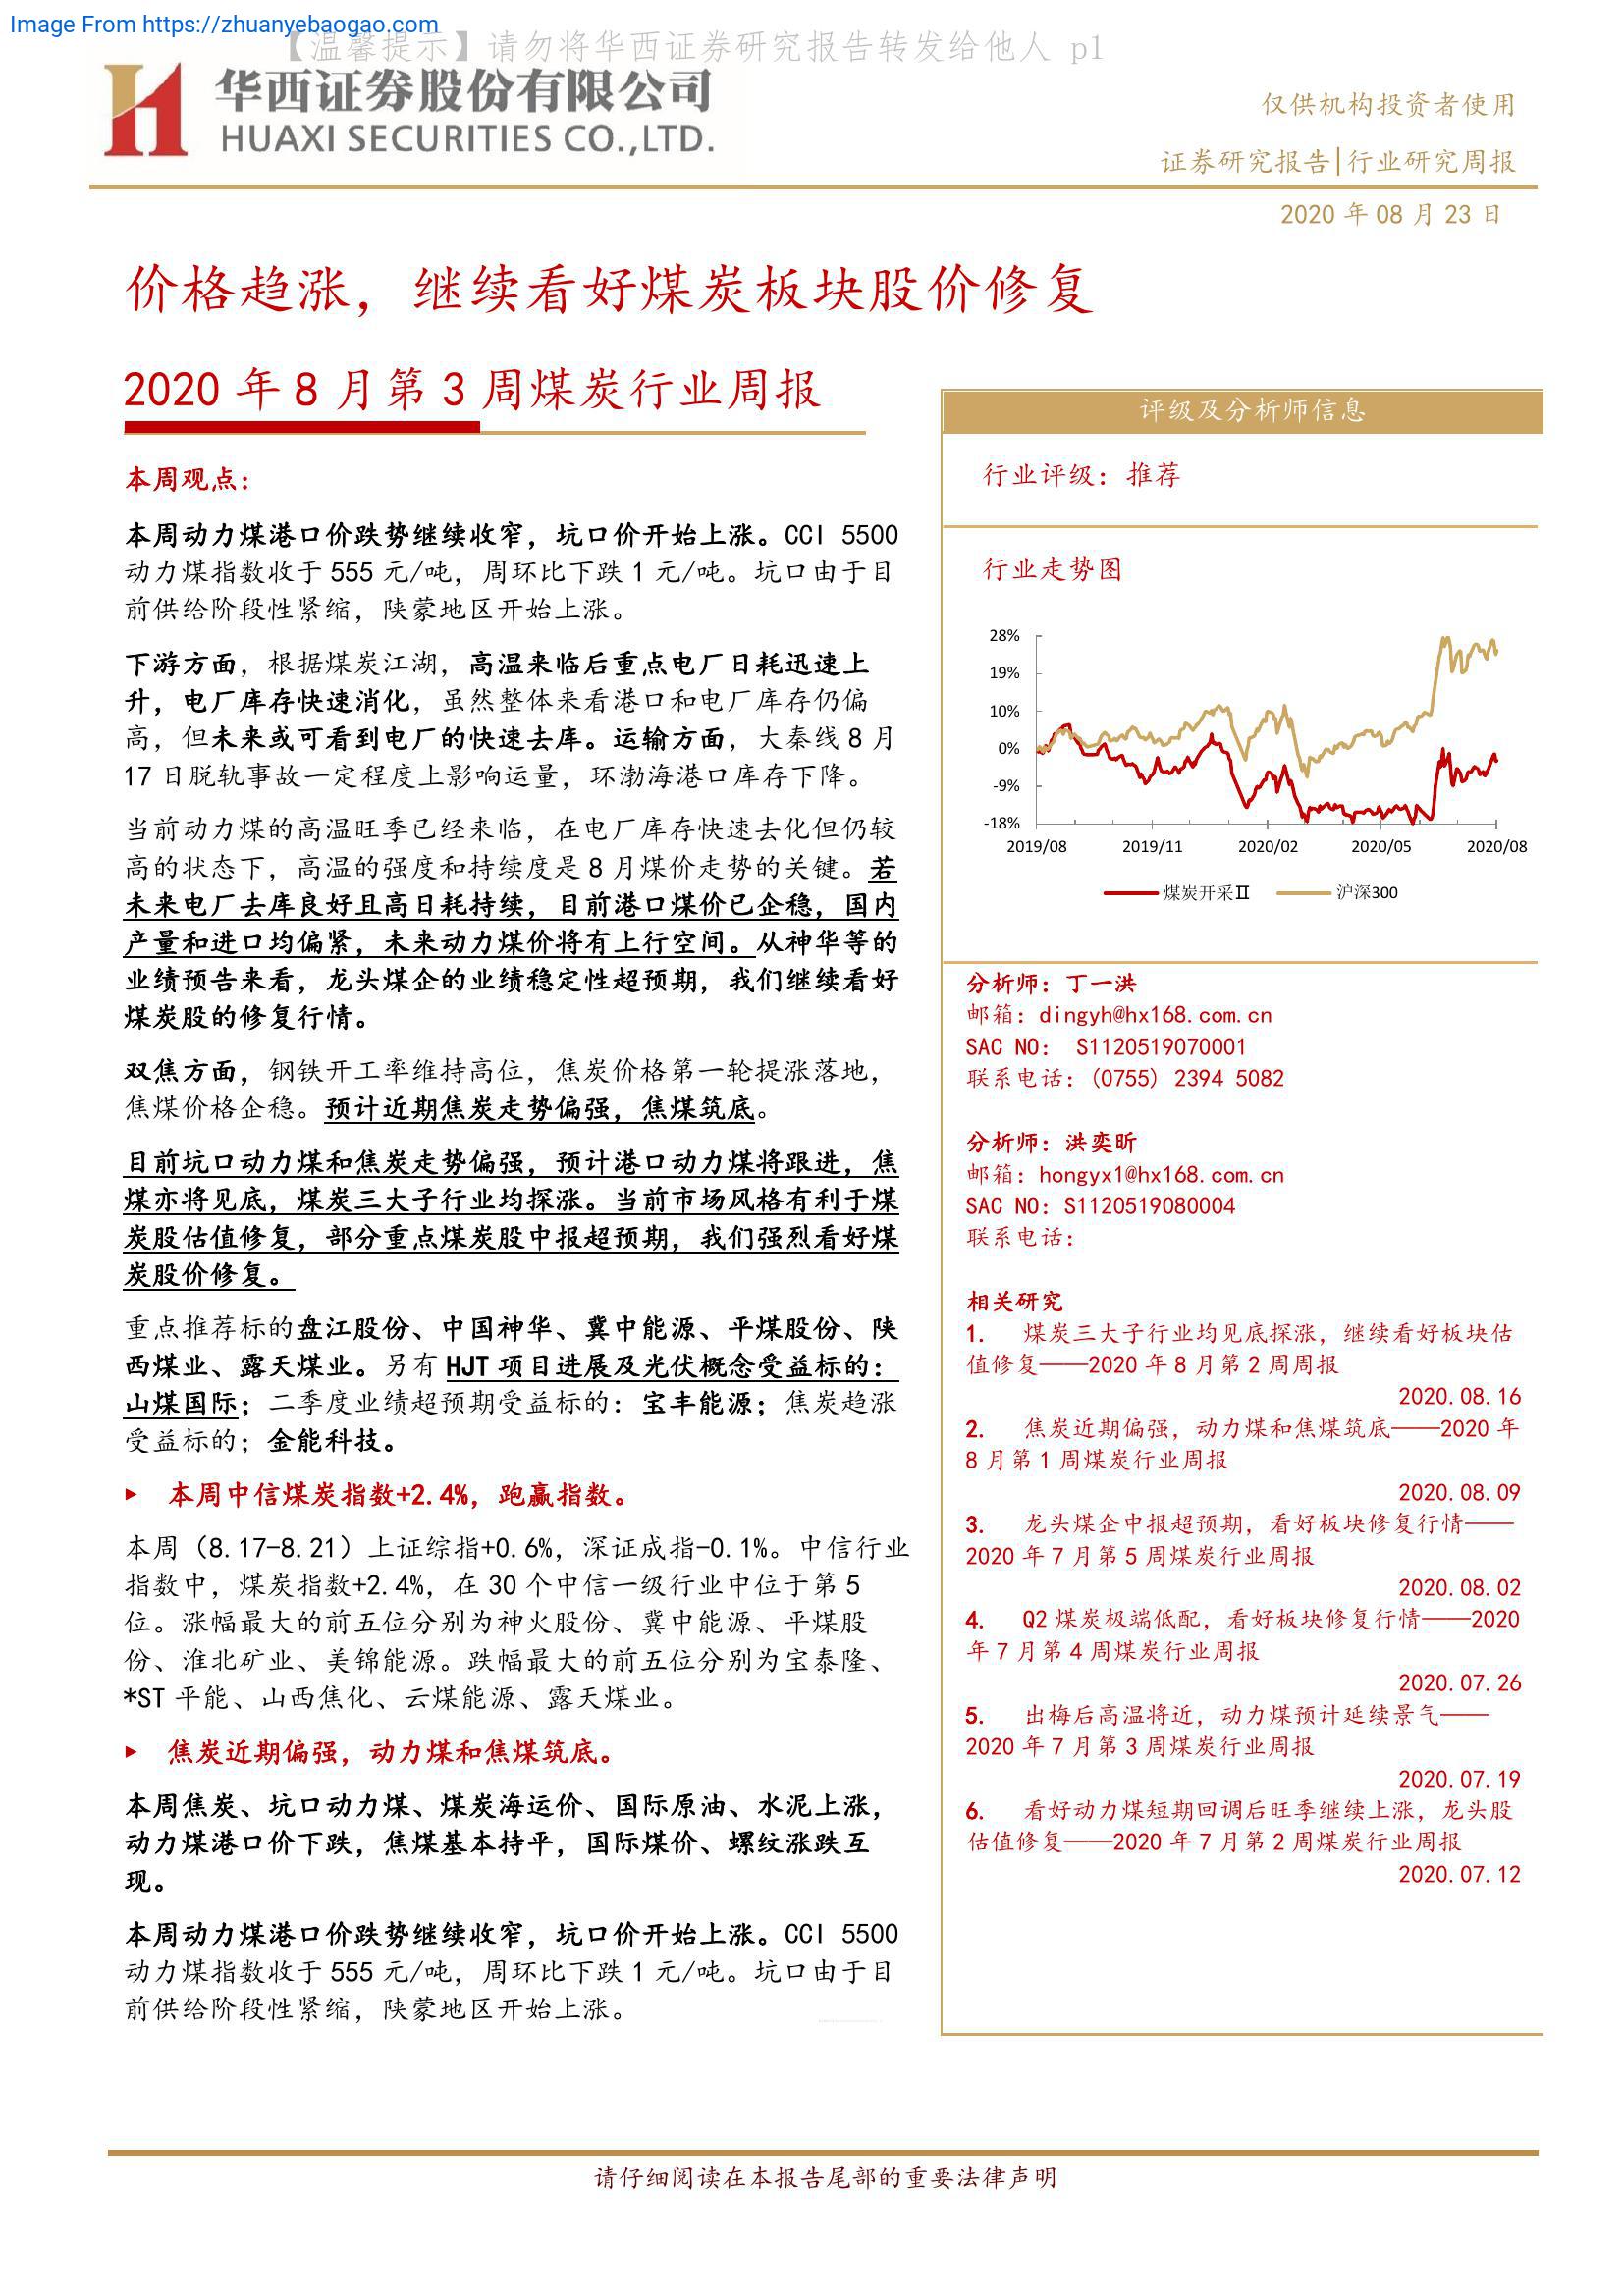 Image From https://zhuanyebaogao.com
【温馨提示】请勿将华西证券研究报告转发给他人 p1
华西证券股份有限公司
HUAXI SECURITIES CO.,LTD.
仅供机构投资者使用
证券研究报告|行业研究周报
2020 年 08 月 23 日
价格趋涨，继续看好煤炭板块股价修复
2020 年 8 月第 3 周煤炭行业周报
本周观点：
本周动力煤港口价跌势继续收窄，坑口价开始上涨。CCI 5500
动力煤指数收于 555 元/吨，周环比下跌 1 元/吨。坑口由于目
前供给阶段性紧缩，陕蒙地区开始上涨。
下游方面，根据煤炭江湖，高温来临后重点电厂日耗迅速上
升，电厂库存快速消化，虽然整体来看港口和电厂库存仍偏
高，但未来或可看到电厂的快速去库。运输方面，大秦线 8 月
17 日脱轨事故一定程度上影响运量，环渤海港口库存下降。
当前动力煤的高温旺季已经来临，在电厂库存快速去化但仍较
高的状态下，高温的强度和持续度是 8 月煤价走势的关键。若
未来电厂去库良好且高日耗持续，目前港口煤价已企稳，国内
产量和进口均偏紧，未来动力煤价将有上行空间。从神华等的
业绩预告来看，龙头煤企的业绩稳定性超预期，我们继续看好
煤炭股的修复行情。
双焦方面，钢铁开工率维持高位，焦炭价格第一轮提涨落地，
焦煤价格企稳。预计近期焦炭走势偏强，焦煤筑底。
目前坑口动力煤和焦炭走势偏强，预计港口动力煤将跟进，焦
煤亦将见底，煤炭三大子行业均探涨。当前市场风格有利于煤
炭股估值修复，部分重点煤炭股中报超预期，我们强烈看好煤
炭股价修复。
重点推荐标的盘江股份、中国神华、冀中能源、平煤股份、陕
西煤业、露天煤业。另有 HJT 项目进展及光伏概念受益标的：
山煤国际；二季度业绩超预期受益标的：宝丰能源；焦炭趋涨
受益标的；金能科技。
▸ 本周中信煤炭指数+2.4%，跑赢指数。
本周（8.17-8.21）上证综指+0.6%，深证成指-0.1%。中信行业
指数中，煤炭指数+2.4%，在 30 个中信一级行业中位于第 5
位。涨幅最大的前五位分别为神火股份、冀中能源、平煤股
份、淮北矿业、美锦能源。跌幅最大的前五位分别为宝泰隆、
*ST 平能、山西焦化、云煤能源、露天煤业。
▸ 焦炭近期偏强，动力煤和焦煤筑底。
本周焦炭、坑口动力煤、煤炭海运价、国际原油、水泥上涨，
动力煤港口价下跌，焦煤基本持平，国际煤价、螺纹涨跌互
现。
本周动力煤港口价跌势继续收窄，坑口价开始上涨。CCI 5500
动力煤指数收于 555 元/吨，周环比下跌 1 元/吨。坑口由于目
前供给阶段性紧缩，陕蒙地区开始上涨。
评级及分析师信息
行业评级：推荐
行业走势图
28%
19%
10%
0%
-9%
-18%
2019/08 2019/11 2020/02 2020/05 2020/08
煤炭开采Ⅱ 沪深300
分析师：丁一洪
邮箱：dingyh@hx168.com.cn
SAC NO： S1120519070001
联系电话：(0755) 2394 5082
分析师：洪奕昕
邮箱：hongyx1@hx168.com.cn
SAC NO：S1120519080004
联系电话：
相关研究
1. 煤炭三大子行业均见底探涨，继续看好板块估
值修复——2020 年 8 月第 2 周周报
2020.08.16
2. 焦炭近期偏强，动力煤和焦煤筑底——2020 年
8 月第 1 周煤炭行业周报
2020.08.09
3. 龙头煤企中报超预期，看好板块修复行情——
2020 年 7 月第 5 周煤炭行业周报
2020.08.02
4. Q2 煤炭极端低配，看好板块修复行情——2020
年 7 月第 4 周煤炭行业周报
2020.07.26
5. 出梅后高温将近，动力煤预计延续景气——
2020 年 7 月第 3 周煤炭行业周报
2020.07.19
6. 看好动力煤短期回调后旺季继续上涨，龙头股
估值修复——2020 年 7 月第 2 周煤炭行业周报
2020.07.12
请仔细阅读在本报告尾部的重要法律声明